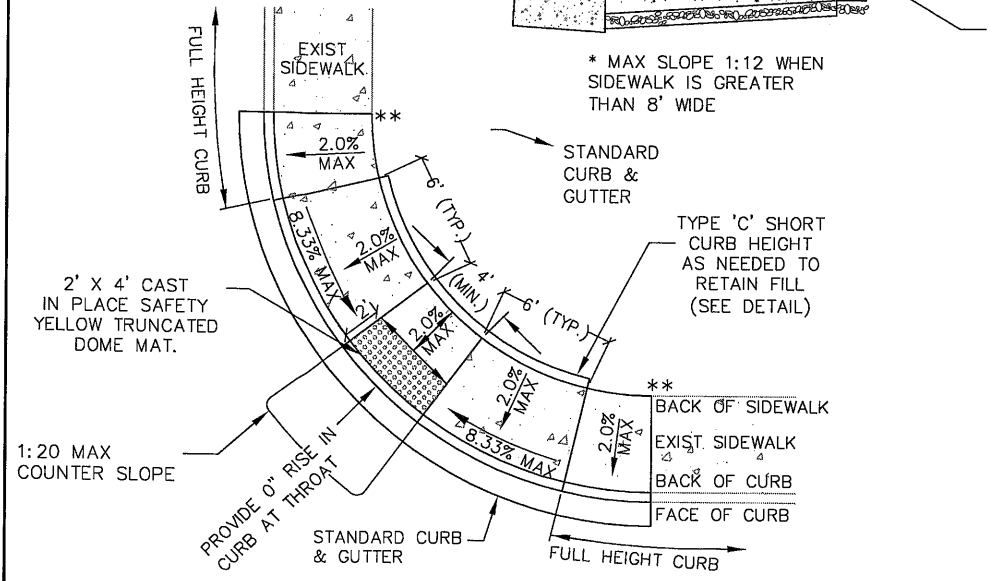 * MAX SLOPE 1:12 WHEN
SIDEWALK IS GREATER
THAN 8' WIDE
FULL HEIGHT CURB
EXIST
SIDEWALK
**
2.0%
MAX
STANDARD
CURB &
GUTTER
6' (TYP.)
TYPE 'C' SHORT
CURB HEIGHT
AS NEEDED TO
RETAIN FILL
(SEE DETAIL)
8.33% MAX
2.0%
MAX
4'
(MIN.)
6' (TYP.)
2' X 4' CAST
IN PLACE SAFETY
YELLOW TRUNCATED
DOME MAT.
2'
2.0%
MAX
2.0%
MAX
8.33% MAX
**
2.0%
MAX
BACK OF SIDEWALK
EXIST. SIDEWALK
BACK OF CURB
FACE OF CURB
1:20 MAX
COUNTER SLOPE
PROVIDE 0" RISE IN
CURB AT THROAT
STANDARD CURB
& GUTTER
FULL HEIGHT CURB